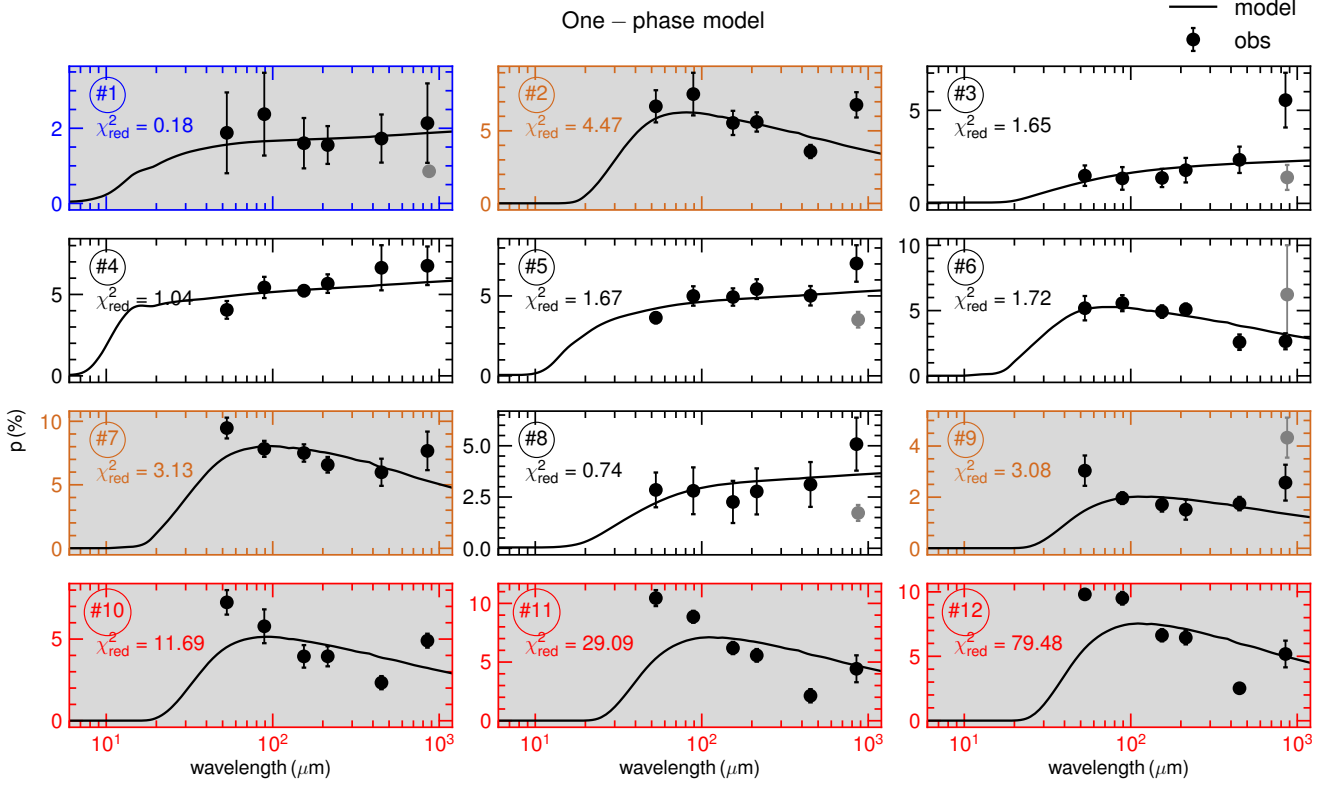 One − phase model
model
obs
#1
χ²red = 0.18
2
0
#2
χ²red = 4.47
5
0
#3
χ²red = 1.65
5
0
#4
χ²red = 1.04
5
0
#5
χ²red = 1.67
5
0
#6
χ²red = 1.72
10
5
0
p (%)
#7
χ²red = 3.13
10
5
0
#8
χ²red = 0.74
5.0
2.5
0.0
#9
χ²red = 3.08
4
2
0
#10
χ²red = 11.69
5
0
#11
χ²red = 29.09
10
5
0
#12
χ²red = 79.48
10
5
0
10¹ 10² 10³
10¹ 10² 10³
10¹ 10² 10³
wavelength (μm)
wavelength (μm)
wavelength (μm)